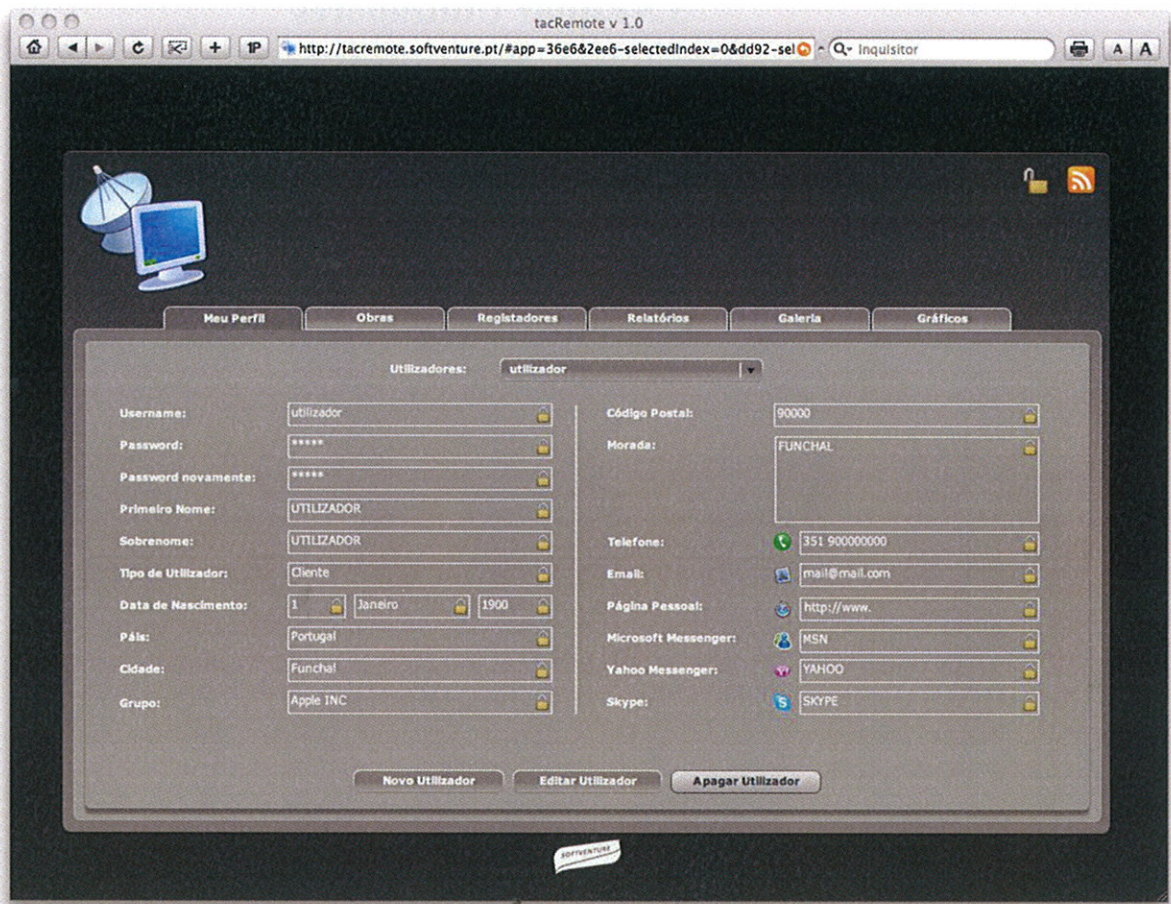 tacRemote v 1.0
1P http://tacremote.softventure.pt/#app=36e6&2ee6-selectedIndex=0&dd92-sel Q Inquisitor A A
Meu Perfil Obras Registadores Relatórios Galeria Gráficos
Utilizadores: utilizador
Username: utilizador
Password: *****
Password novamente: *****
Primeiro Nome: UTILIZADOR
Sobrenome: UTILIZADOR
Tipo de Utilizador: Cliente
Data de Nascimento: 1 Janeiro 1900
Páis: Portugal
Cidade: Funchal
Grupo: Apple INC
Código Postal: 90000
Morada: FUNCHAL
Telefone: 351 900000000
Email: mail@mail.com
Página Pessoal: http://www.
Microsoft Messenger: MSN
Yahoo Messenger: YAHOO
Skype: S SKYPE
Novo Utilizador Editar Utilizador Apagar Utilizador
SOFTVENTURE